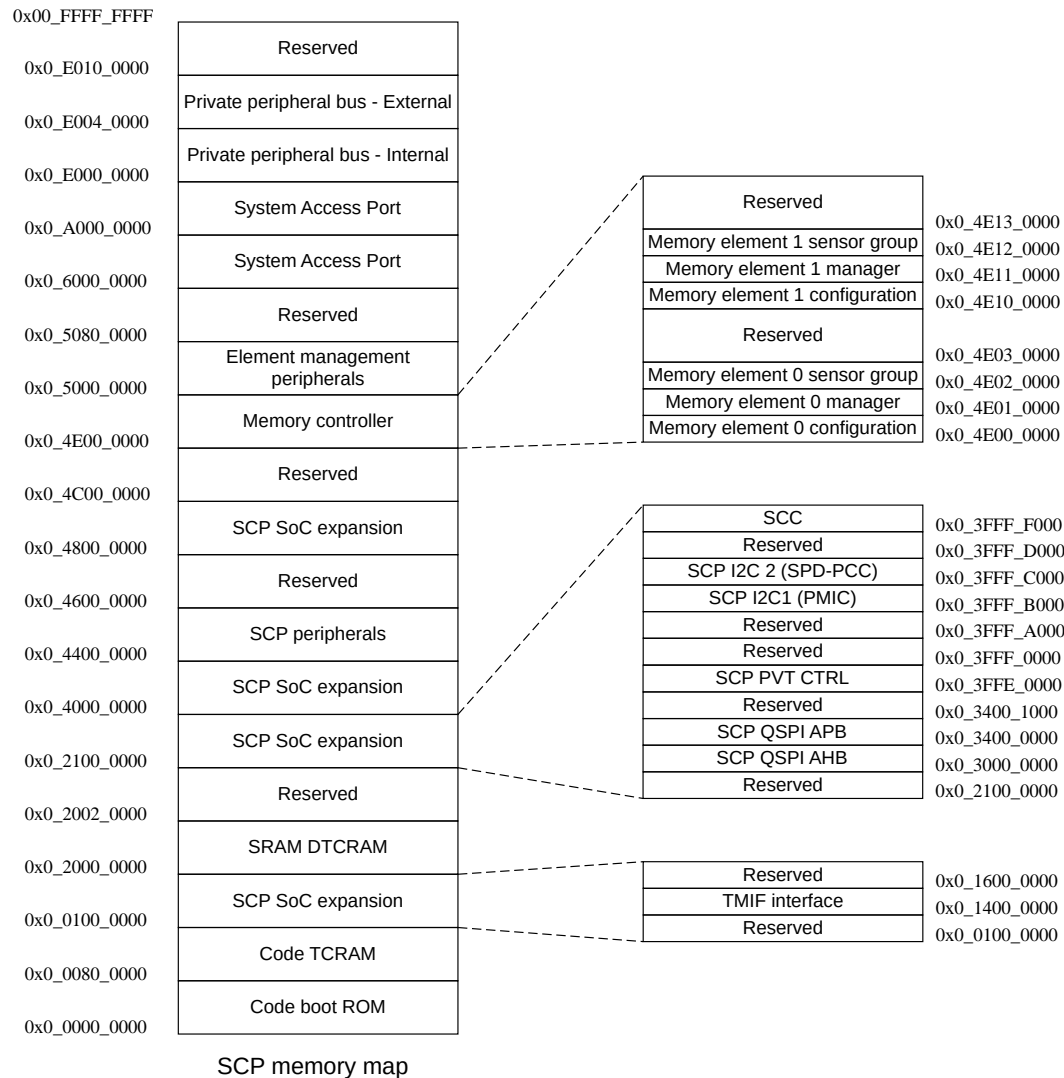 0x00_FFFF_FFFF
Reserved
0x0_E010_0000
Private peripheral bus - External
0x0_E004_0000
Private peripheral bus - Internal
0x0_E000_0000
System Access Port
0x0_A000_0000
System Access Port
0x0_6000_0000
Reserved
0x0_5080_0000
Element management
peripherals
0x0_5000_0000
Memory controller
0x0_4E00_0000
Reserved
0x0_4C00_0000
SCP SoC expansion
0x0_4800_0000
Reserved
0x0_4600_0000
SCP peripherals
0x0_4400_0000
SCP SoC expansion
0x0_4000_0000
SCP SoC expansion
0x0_2100_0000
Reserved
0x0_2002_0000
SRAM DTCRAM
0x0_2000_0000
SCP SoC expansion
0x0_0100_0000
Code TCRAM
0x0_0080_0000
Code boot ROM
0x0_0000_0000
SCP memory map
Reserved
0x0_4E13_0000
Memory element 1 sensor group
0x0_4E12_0000
Memory element 1 manager
0x0_4E11_0000
Memory element 1 configuration
0x0_4E10_0000
Reserved
0x0_4E03_0000
Memory element 0 sensor group
0x0_4E02_0000
Memory element 0 manager
0x0_4E01_0000
Memory element 0 configuration
0x0_4E00_0000
SCC
0x0_3FFF_F000
Reserved
0x0_3FFF_D000
SCP I2C 2 (SPD-PCC)
0x0_3FFF_C000
SCP I2C1 (PMIC)
0x0_3FFF_B000
Reserved
0x0_3FFF_A000
Reserved
0x0_3FFF_0000
SCP PVT CTRL
0x0_3FFE_0000
Reserved
0x0_3400_1000
SCP QSPI APB
0x0_3400_0000
SCP QSPI AHB
0x0_3000_0000
Reserved
0x0_2100_0000
Reserved
0x0_1600_0000
TMIF interface
0x0_1400_0000
Reserved
0x0_0100_0000